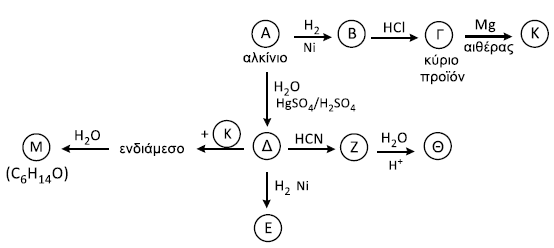 Α H₂ Ni Β HCl Γ Mg αιθέρας Κ
αλκίνιο κύριο προϊόν
H₂O
HgSO₄/H₂SO₄
Μ H₂O ενδιάμεσο + Κ Δ HCN Ζ H₂O H⁺ Θ
(C₆H₁₄O)
H₂ Ni
Ε